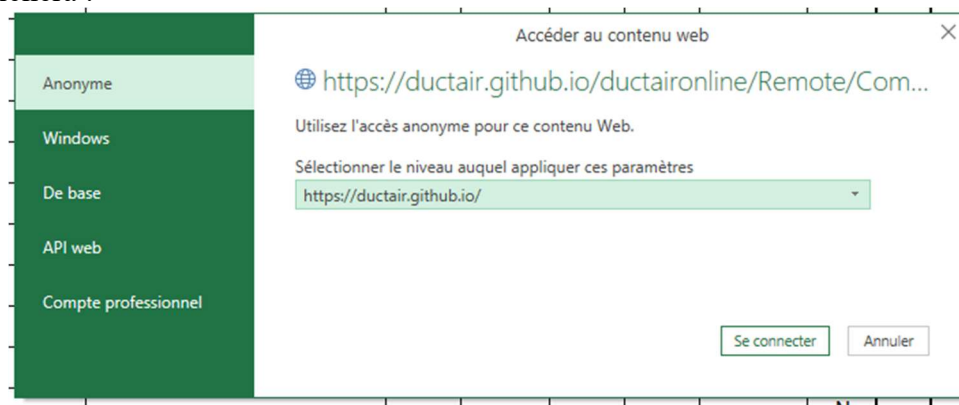 Accéder au contenu web
Anonyme
https://ductair.github.io/ductaironline/Remote/Com...
Utilisez l'accès anonyme pour ce contenu Web.
Windows
Sélectionner le niveau auquel appliquer ces paramètres
De base
https://ductair.github.io/
API web
Compte professionnel
Se connecter
Annuler